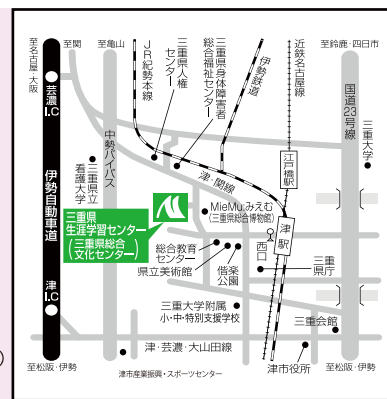 至名古屋・大阪
至関
至亀山
JR紀勢本線
三重県人権
センター
三重県身体障害者
総合福祉センター
伊勢鉄道
近鉄名古屋線
至鈴鹿・四日市
国道23号線
三重大学
芸濃
I.C
伊勢自動車道
三重県立
看護大学
中勢バイパス
津・関線
江戸橋駅
三重県
生涯学習センター
(三重県総合
文化センター)
MieMu:みえむ
(三重県総合博物館)
総合教育
センター
県立美術館
偕楽
公園
西口
津駅
三重
県庁
津
I.C
三重大学附属
小・中・特別支援学校
三重会館
津・芸濃・大山田線
至松阪・伊勢
津市産業振興・スポーツセンター
津市役所
至松阪・伊勢
)